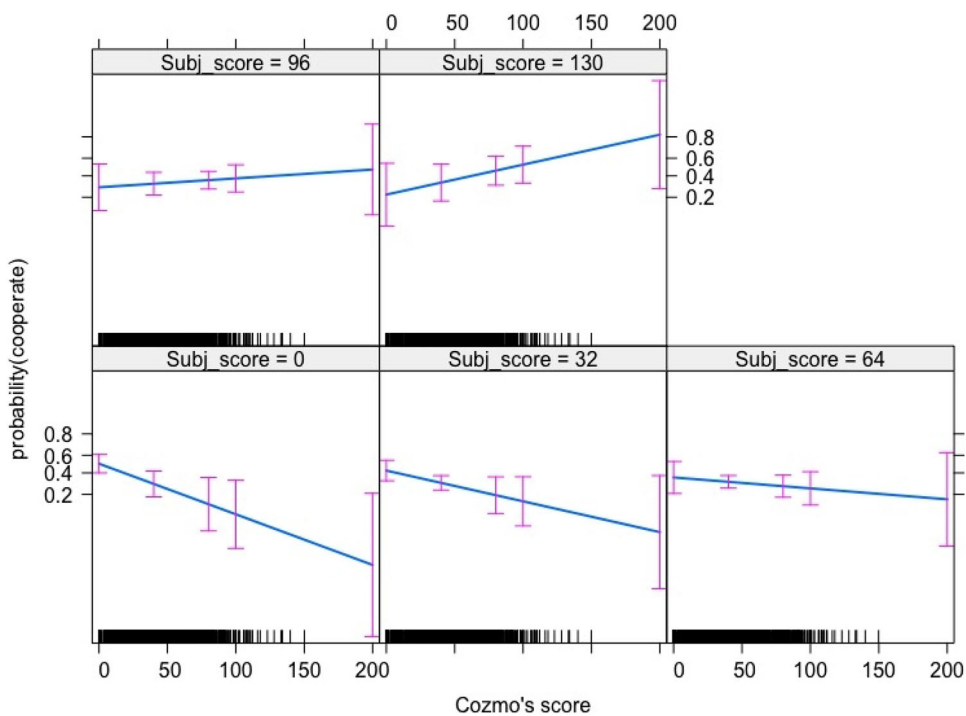 0 50 100 150 200
Subj_score = 96 Subj_score = 130
0.8
0.6
0.4
0.2
Subj_score = 0 Subj_score = 32 Subj_score = 64
0.8
0.6
0.4
0.2
probability(cooperate)
0 50 100 150 200 0 50 100 150 200
Cozmo's score